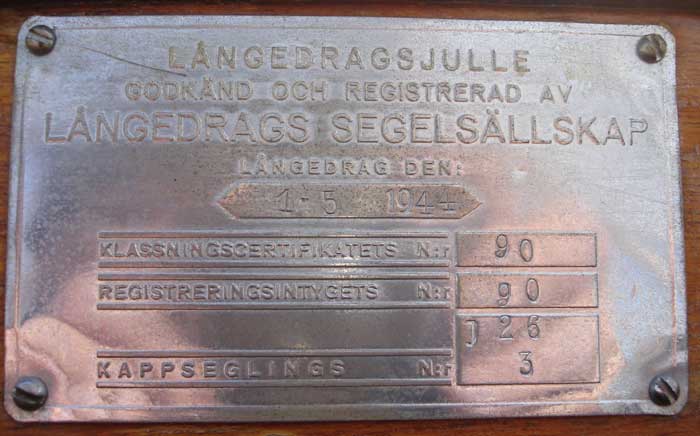 LÅNGEDRAGSJULLE
GODKÄND OCH REGISTRERAD AV
LÅNGEDRAGS SEGELSÄLLSKAP
LÅNGEDRAG DEN:
1-5 1944
KLASSNINGSCERTIFIKATETS N:r 90
REGISTRERINGSINTYGETS N:r 90
J 26
KAPPSEGLINGS N:r 3